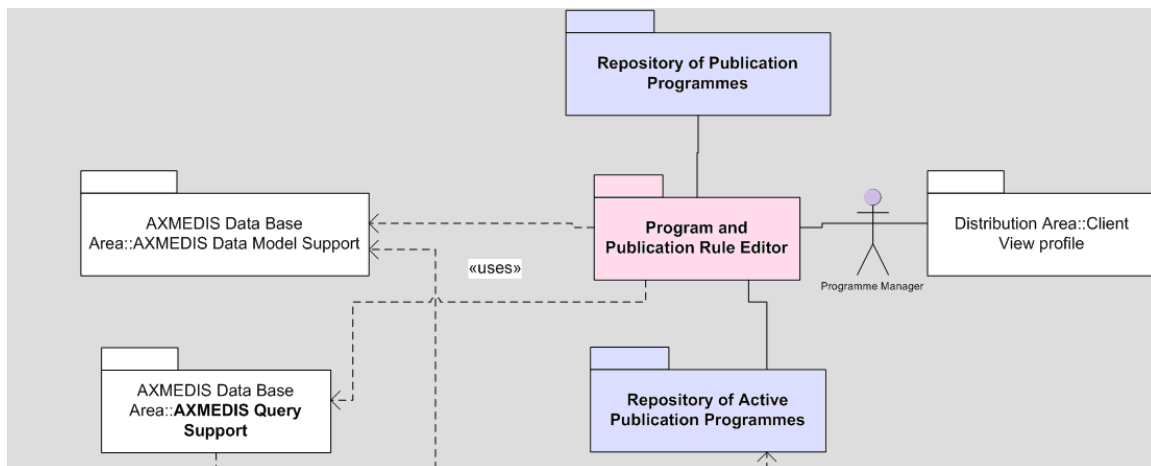 Repository of Publication
Programmes
AXMEDIS Data Base
Area::AXMEDIS Data Model Support
Program and
Publication Rule Editor
Distribution Area::Client
View profile
«uses»
Programme Manager
AXMEDIS Data Base
Area::AXMEDIS Query
Support
Repository of Active
Publication Programmes